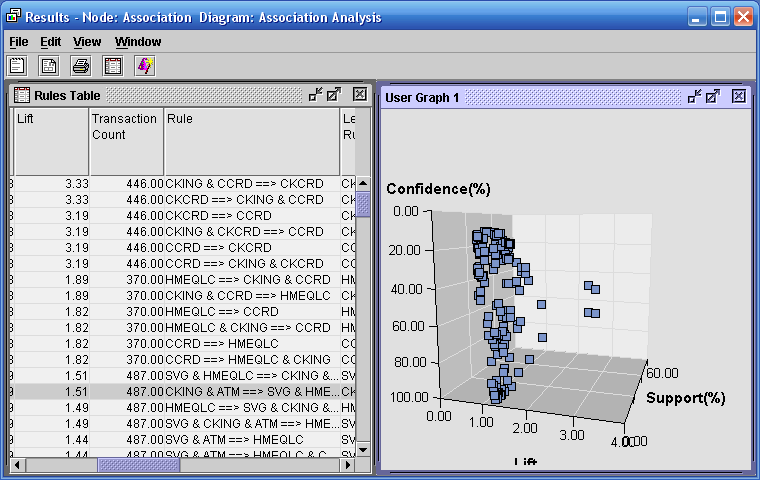 Results - Node: Association Diagram: Association Analysis
File Edit View Window
Rules Table
Lift Transaction Count Rule Le Ru
3.33 446.00 CKING & CCRD ==> CKCRD CK
3.33 446.00 CKCRD ==> CKING & CCRD CK
3.19 446.00 CKCRD ==> CCRD CK
3.19 446.00 CKING & CKCRD ==> CCRD CK
3.19 446.00 CCRD ==> CKCRD CC
3.19 446.00 CCRD ==> CKING & CKCRD CC
1.89 370.00 HMEQLC ==> CKING & CCRD HM
1.89 370.00 CKING & CCRD ==> HMEQLC CK
1.82 370.00 HMEQLC ==> CCRD HM
1.82 370.00 HMEQLC & CKING ==> CCRD HM
1.82 370.00 CCRD ==> HMEQLC CC
1.82 370.00 CCRD ==> HMEQLC & CKING CC
1.51 487.00 SVG & HMEQLC ==> CKING &... SV
1.51 487.00 CKING & ATM ==> SVG & HME... CK
1.49 487.00 HMEQLC ==> SVG & CKING &... HM
1.49 487.00 SVG & CKING & ATM ==> HME... SV
1.44 487.00 SVG & ATM ==> HMEQLC SV
1.44 487.00 SVG & ATM ==> HMEQLC & C... SV
User Graph 1
Confidence(%)
0.00
20.00
40.00
60.00
80.00
100.00
0.00 1.00 2.00 3.00
60.00
Support(%)
Lift